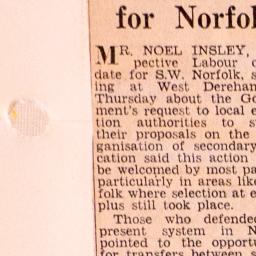 for Norfol
MR. NOEL INSLEY,
pective Labour c
date for S.W. Norfolk, s
ing at West Dereham
Thursday about the Go
ment's request to local e
tion authorities to s
their proposals on the
ganisation of secondary
cation said this action
be welcomed by most pa
particularly in areas like
folk where selection at e
plus still took place.
Those who defende
present system in N
pointed to the opportu
for transfers between s